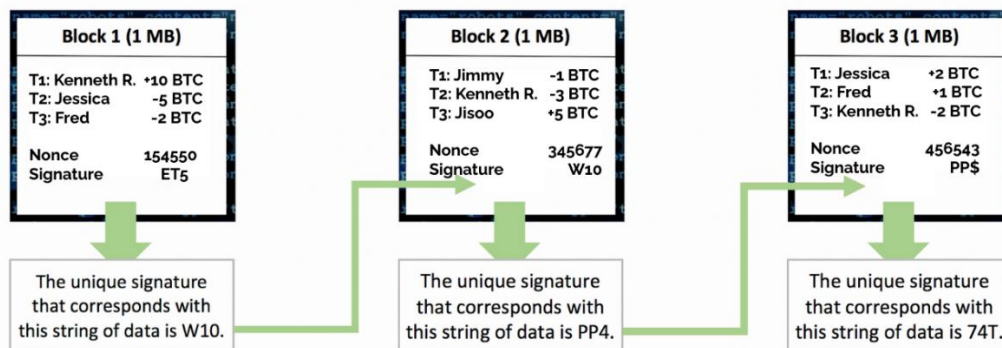 Block 1 (1 MB)
T1: Kenneth R. +10 BTC
T2: Jessica -5 BTC
T3: Fred -2 BTC
Nonce 154550
Signature ET5
The unique signature
that corresponds with
this string of data is W10.
Block 2 (1 MB)
T1: Jimmy -1 BTC
T2: Kenneth R. -3 BTC
T3: Jisoo +5 BTC
Nonce 345677
Signature W10
The unique signature
that corresponds with
this string of data is PP4.
Block 3 (1 MB)
T1: Jessica +2 BTC
T2: Fred +1 BTC
T3: Kenneth R. -2 BTC
Nonce 456543
Signature PP$
The unique signature
that corresponds with
this string of data is 74T.